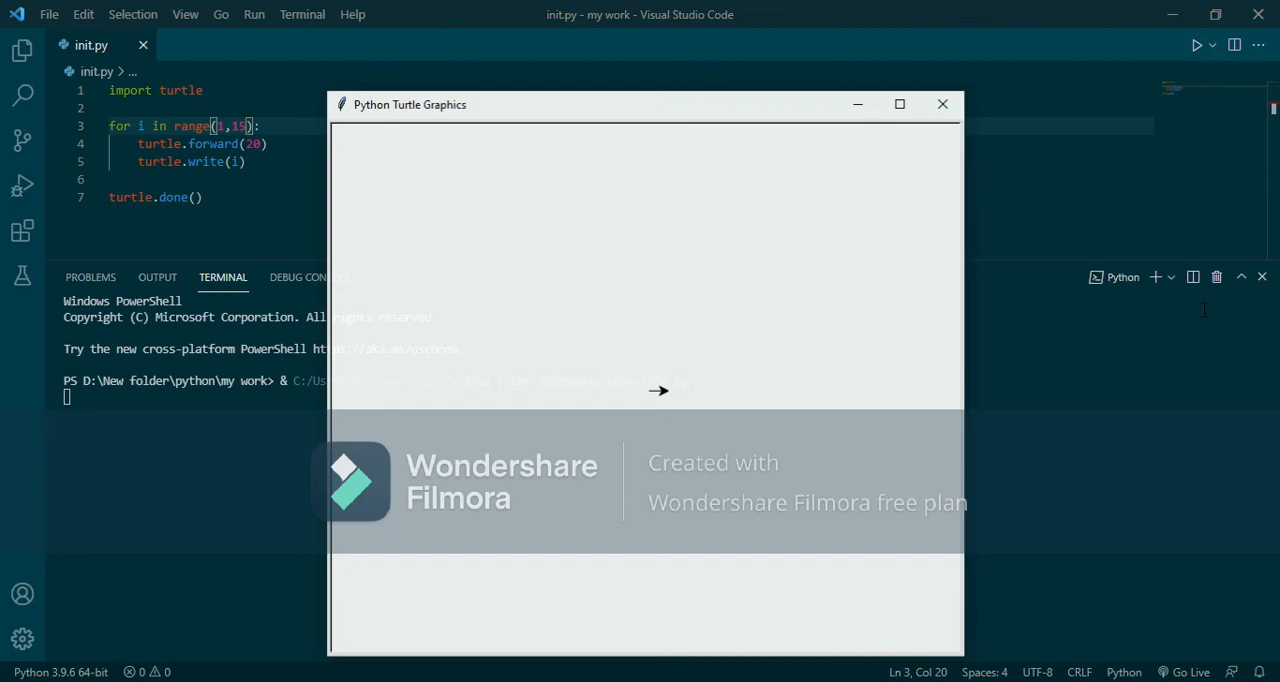 File Edit Selection View Go Run Terminal Help init.py - my work - Visual Studio Code
init.py
init.py > ...
1 import turtle
2
3 for i in range(1,15):
4 turtle.forward(20)
5 turtle.write(i)
6
7 turtle.done()
Python Turtle Graphics
PROBLEMS OUTPUT TERMINAL DEBUG CONSOLE
Python
Windows PowerShell
Copyright (C) Microsoft Corporation. All rights reserved.
Try the new cross-platform PowerShell https://aka.ms/pscore6
PS D:\New folder\python\my work> & C:/Us
Wondershare
Filmora
Created with
Wondershare Filmora free plan
Python 3.9.6 64-bit 0 0 Ln 3, Col 20 Spaces: 4 UTF-8 CRLF Python Go Live